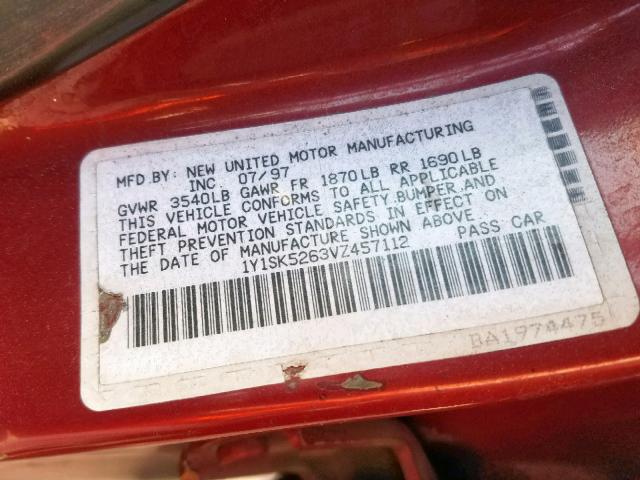 MFD BY: NEW UNITED MOTOR MANUFACTURING
INC. 07/97
GVWR 3540LB GAWR FR 1870LB RR 1690LB
THIS VEHICLE CONFORMS TO ALL APPLICABLE
FEDERAL MOTOR VEHICLE SAFETY,BUMPER,AND
THEFT PREVENTION STANDARDS IN EFFECT ON
THE DATE OF MANUFACTURE SHOWN ABOVE.
1Y1SK5263VZ457112 PASS CAR
BA1974475